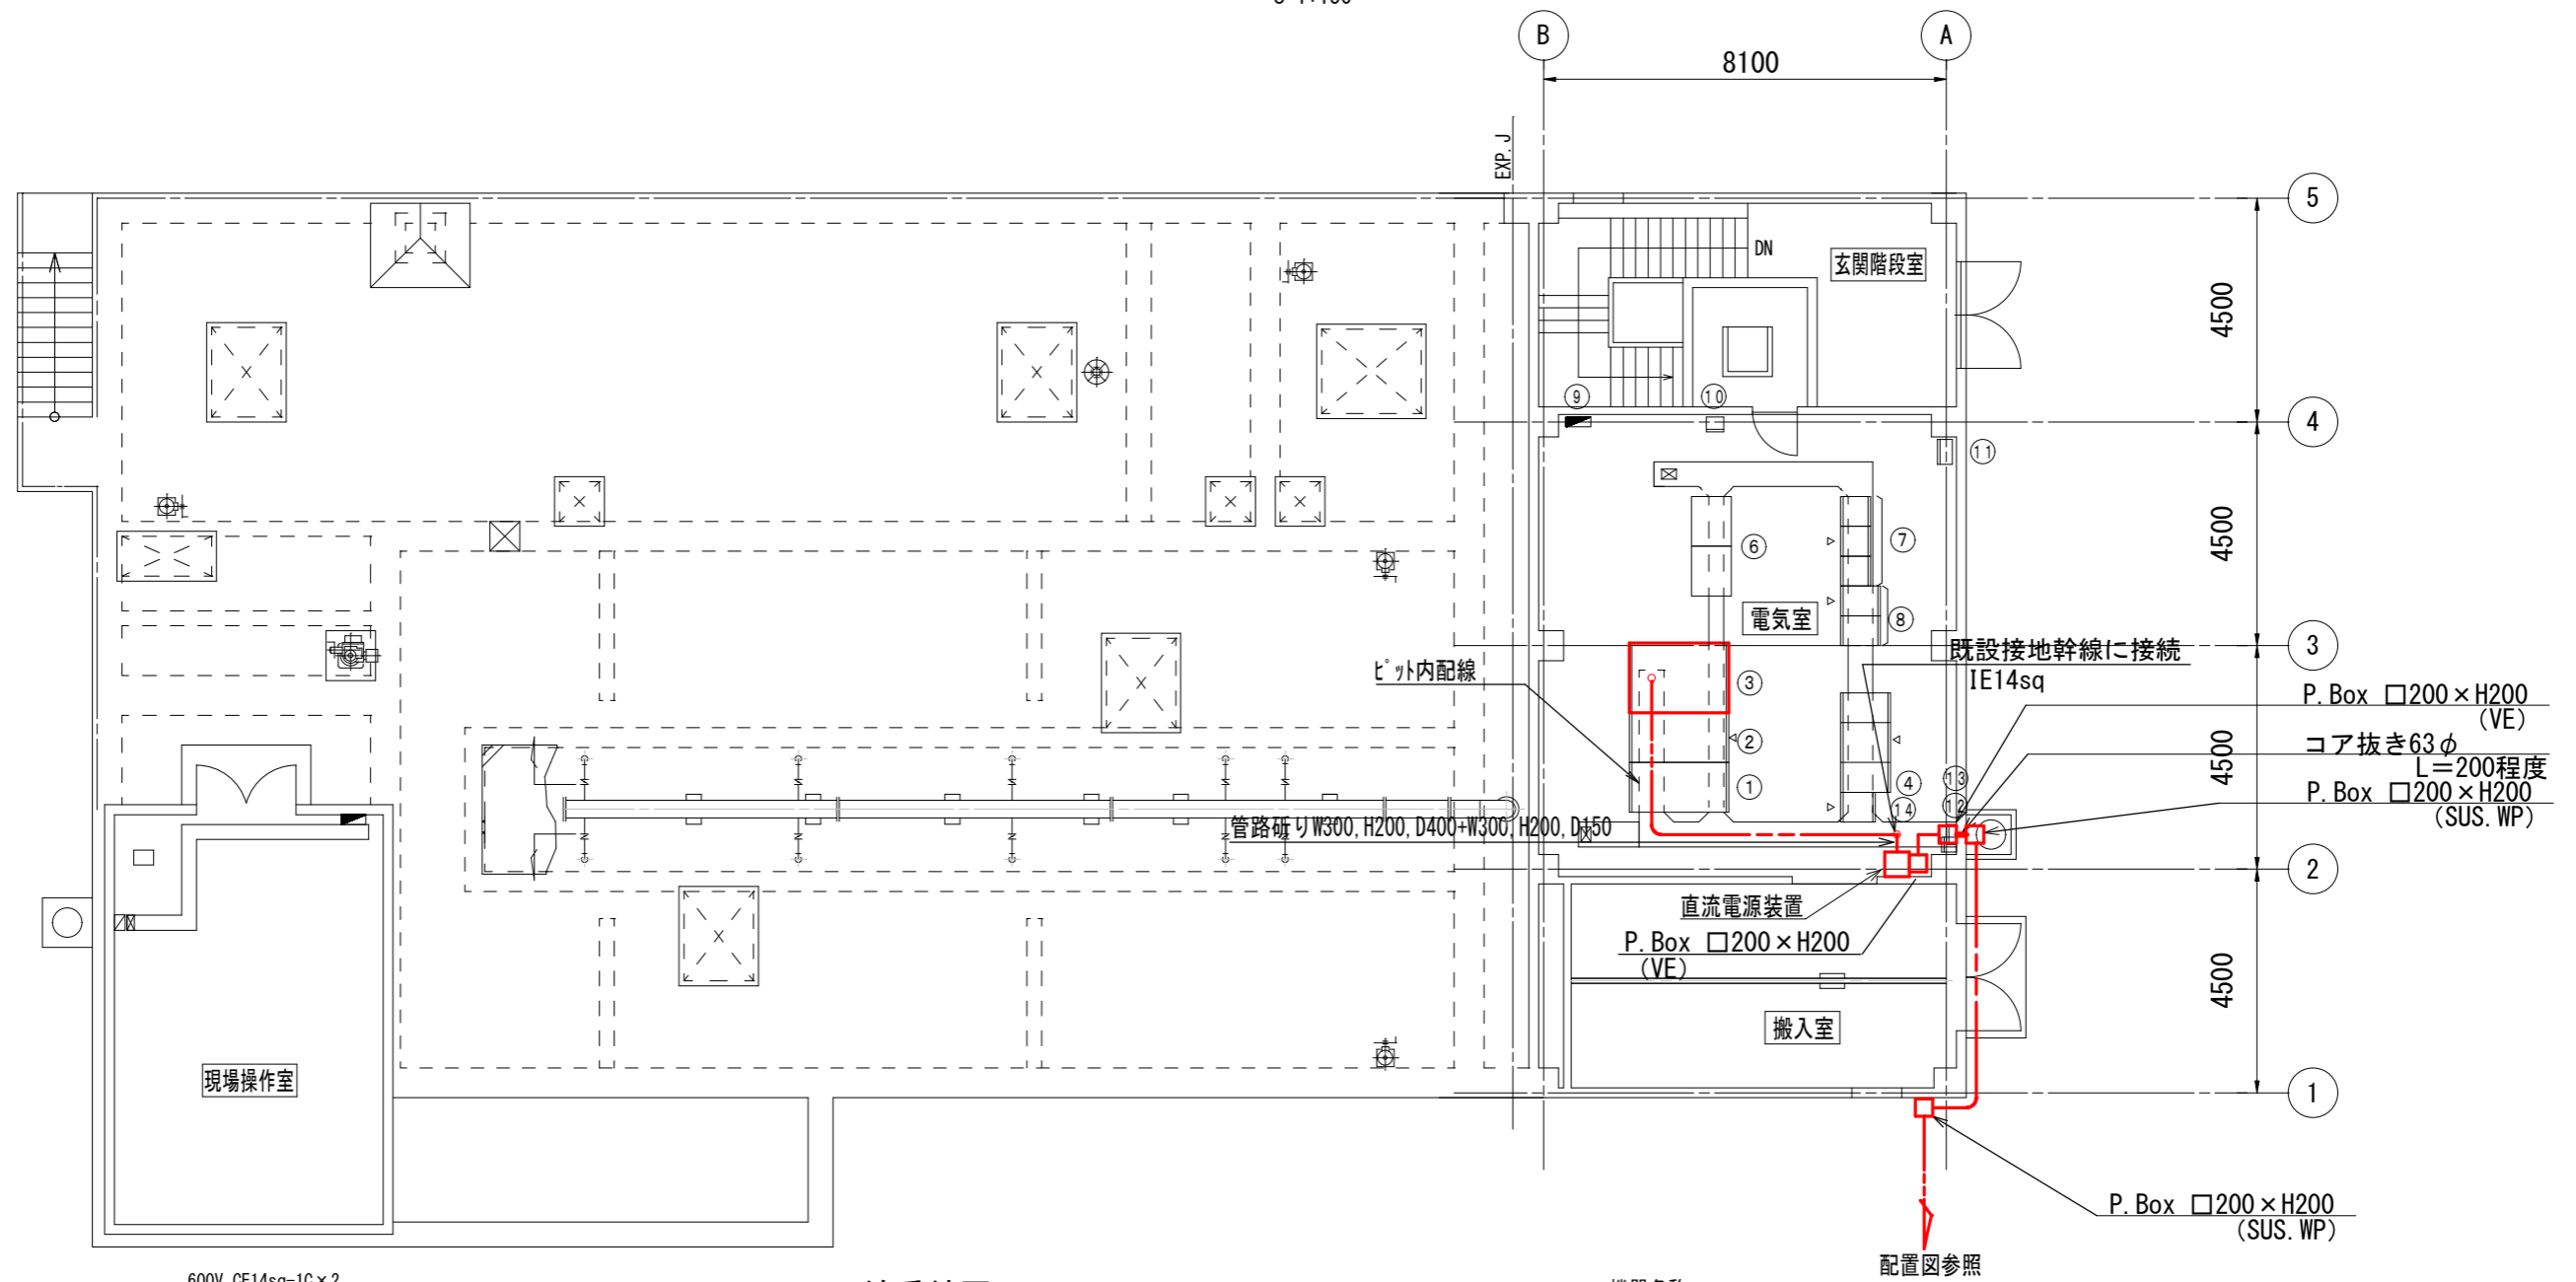 B
A
8100
EXP.J
5
DN
玄関階段室
4500
⑨
⑩
4
⑪
4500
⑥
⑦
電気室
⑧
3
既設接地幹線に接続
IE14sq
ピット内配線
③
P.Box □200×H200
(VE)
②
コア抜き63φ
L=200程度
4500
①
④
⑬
⑭
⑫
P.Box □200×H200
(SUS.WP)
管路斫りW300,H200,D400+W300,H200,D150
2
直流電源装置
P.Box □200×H200
(VE)
4500
搬入室
現場操作室
1
P.Box □200×H200
(SUS.WP)
配置図参照